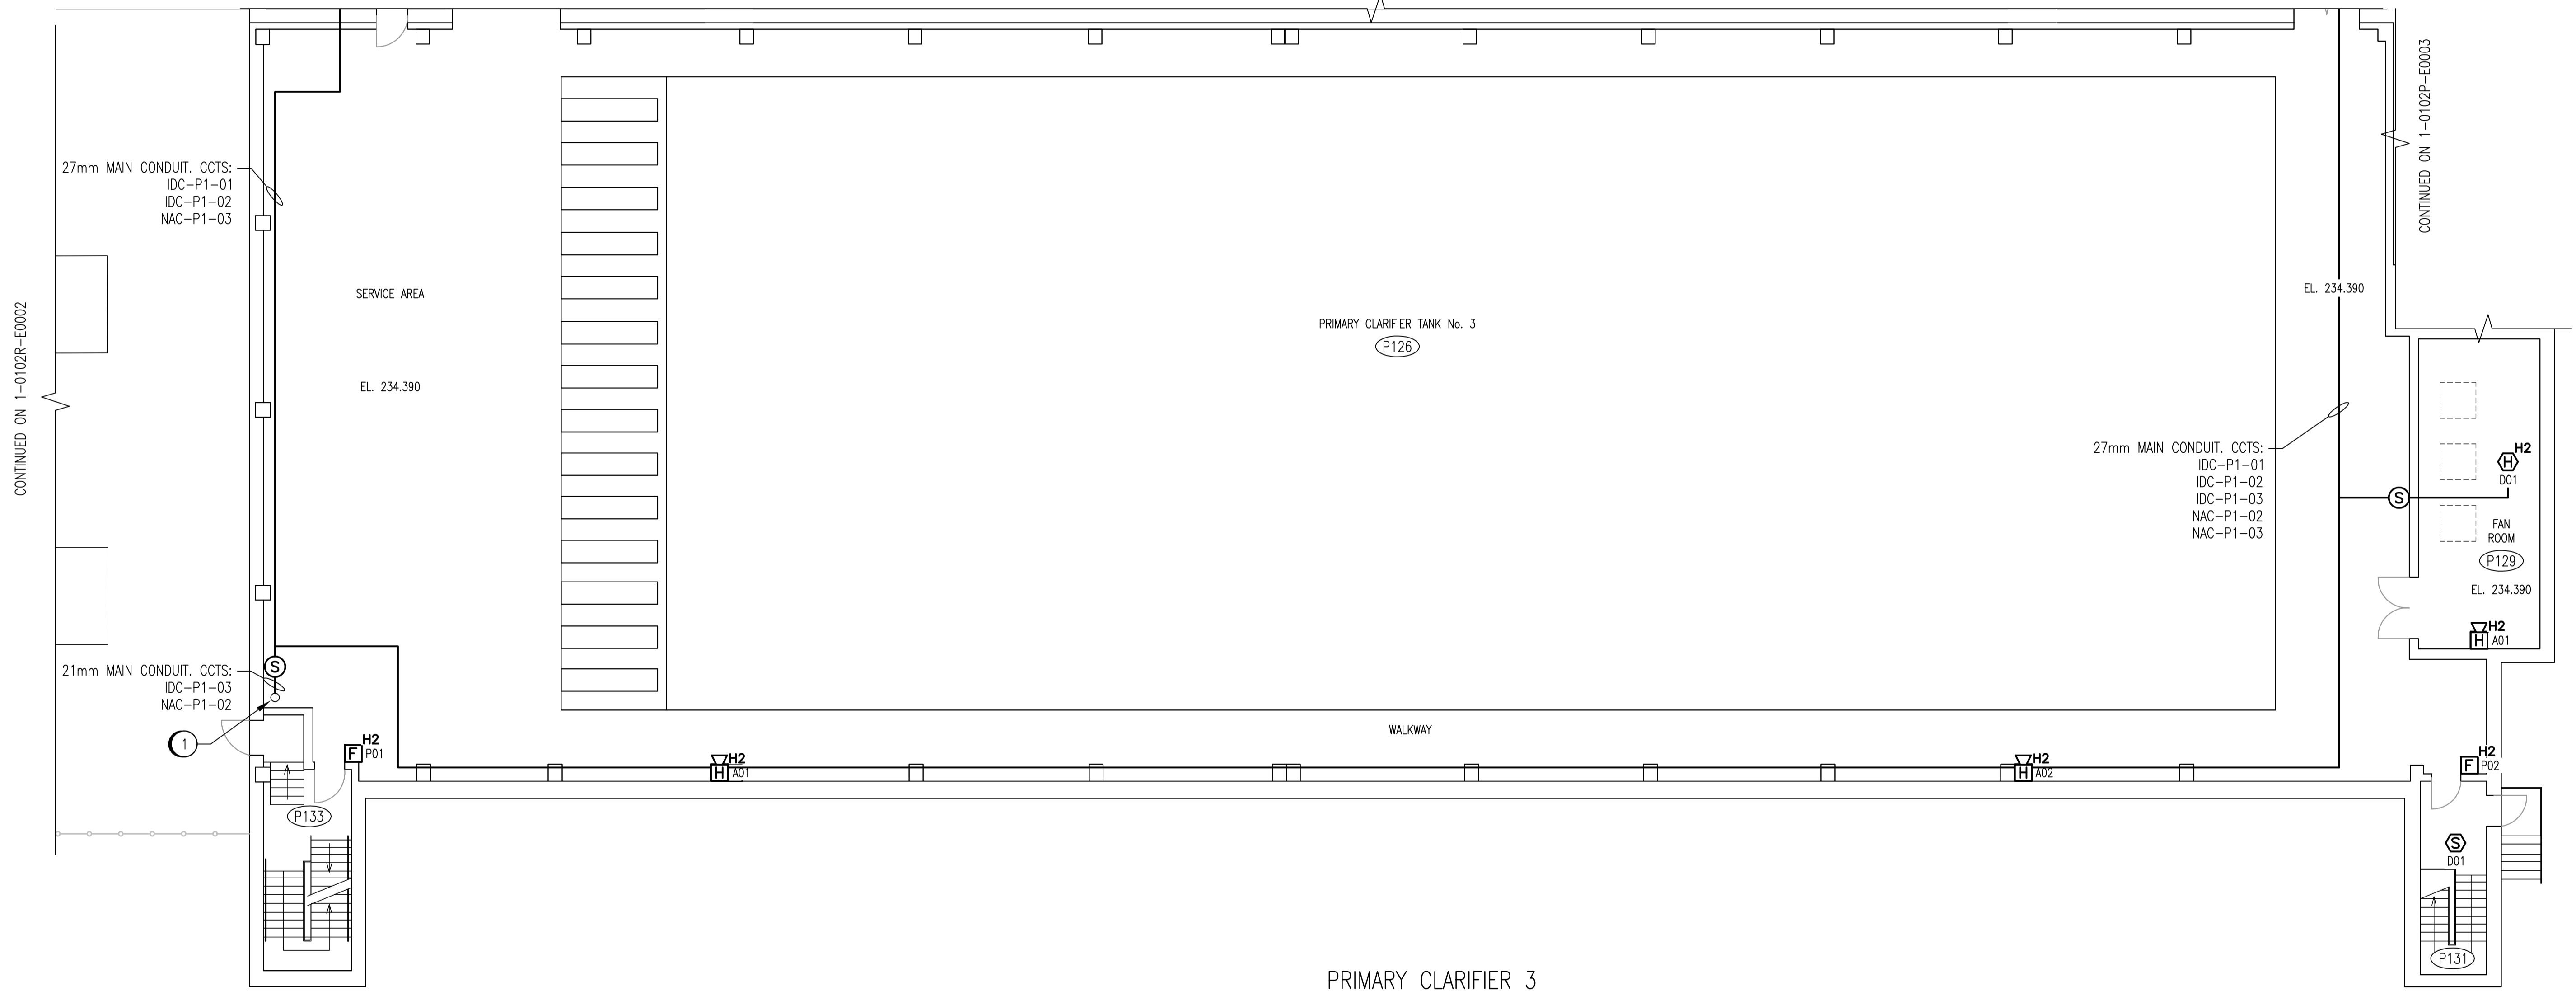 CONTINUED ON 1-0102R-E0002
27mm MAIN CONDUIT. CCTS:
IDC-P1-01
IDC-P1-02
NAC-P1-03
SERVICE AREA
EL. 234.390
21mm MAIN CONDUIT. CCTS:
IDC-P1-03
NAC-P1-02
S
1
H2
F P01
P133
PRIMARY CLARIFIER TANK No. 3
P126
WALKWAY
H2
H A01
H2
H A02
EL. 234.390
CONTINUED ON 1-0102P-E0003
27mm MAIN CONDUIT. CCTS:
IDC-P1-01
IDC-P1-02
IDC-P1-03
NAC-P1-02
NAC-P1-03
S
H2
H
D01
FAN
ROOM
P129
EL. 234.390
H2
H A01
H2
F P02
S
D01
P131
PRIMARY CLARIFIER 3